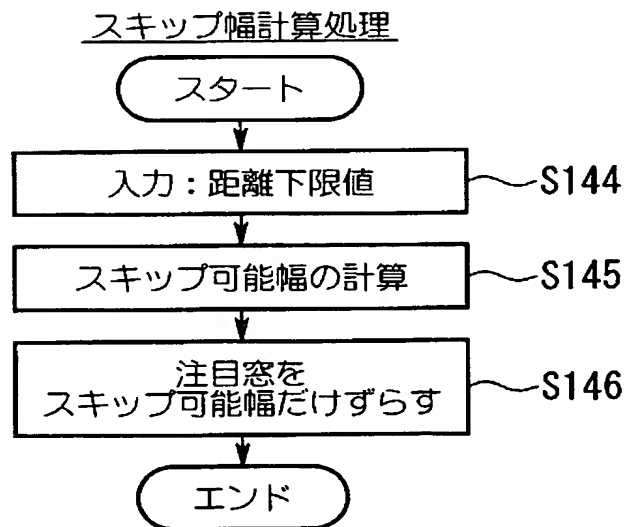 スキップ幅計算処理
スタート
入力：距離下限値
S144
スキップ可能幅の計算
S145
注目窓を
スキップ可能幅だけずらす
S146
エンド